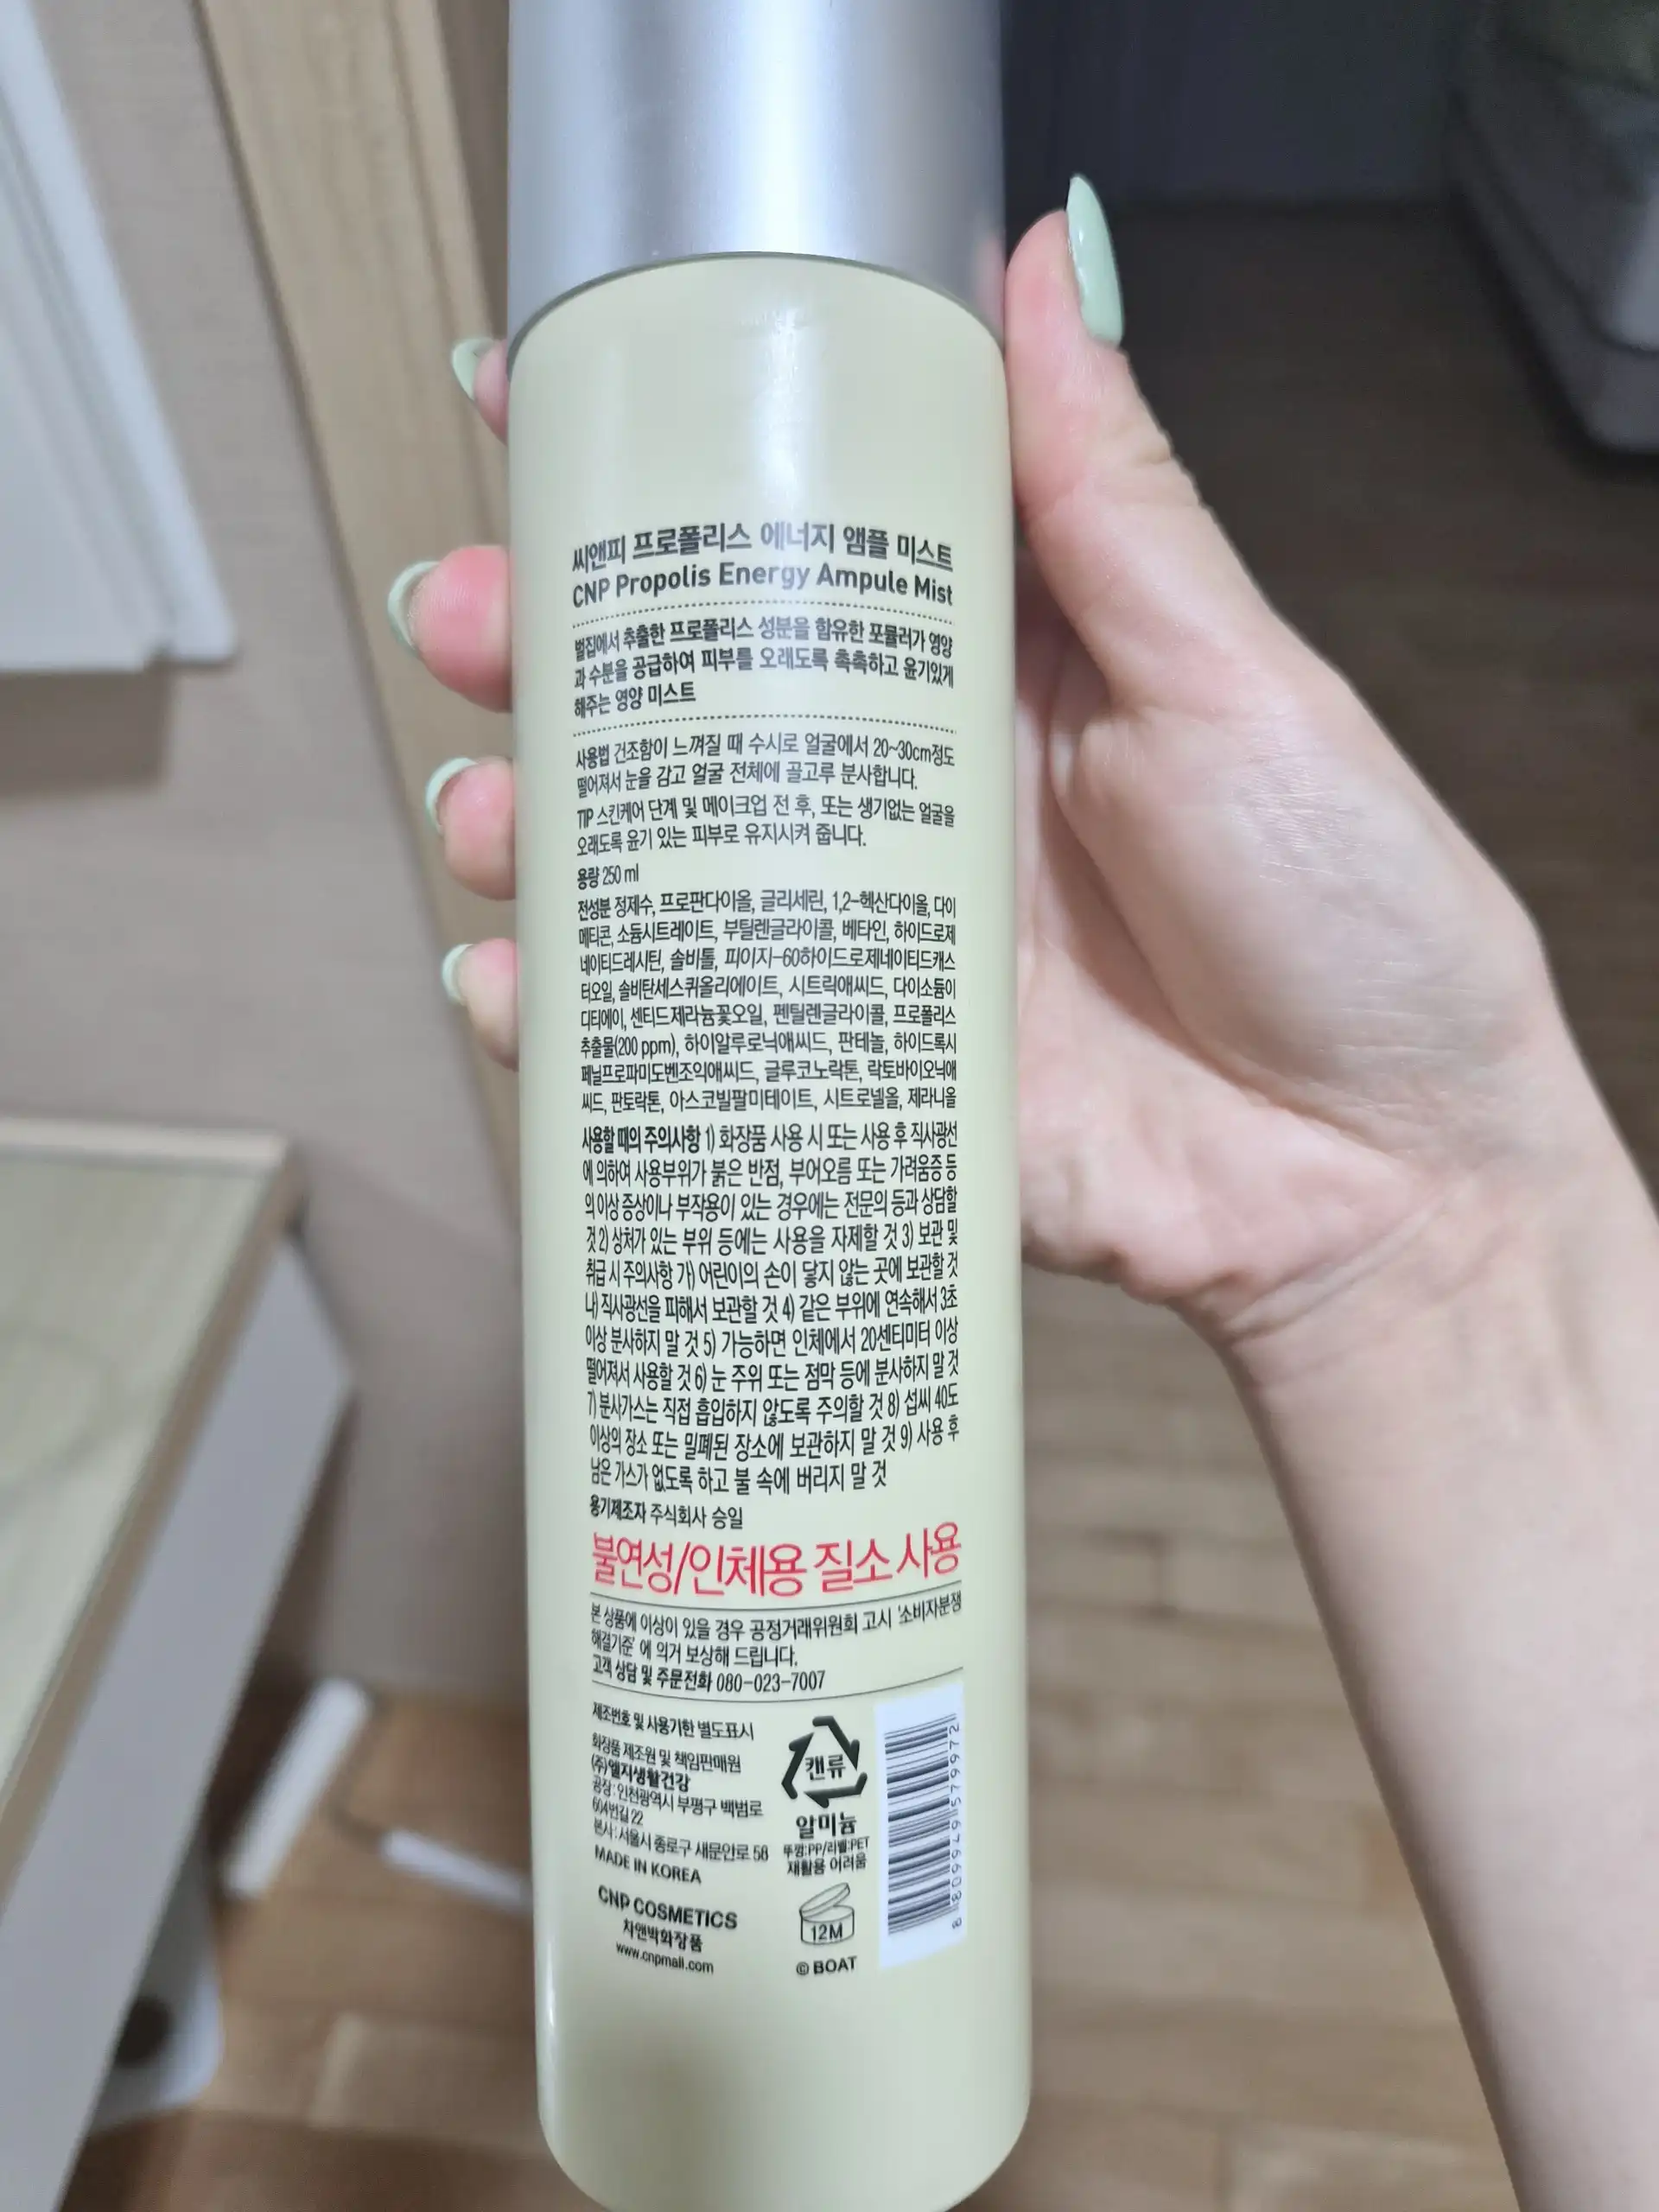 씨앤피 프로폴리스 에너지 앰플 미스트
CNP Propolis Energy Ampule Mist
벌집에서 추출한 프로폴리스 성분을 함유한 포뮬러가 영양
과 수분을 공급하여 피부를 오래도록 촉촉하고 윤기있게
해주는 영양 미스트
사용법 건조함이 느껴질 때 수시로 얼굴에서 20~30cm정도
떨어져서 눈을 감고 얼굴 전체에 골고루 분사합니다.
TIP 스킨케어 단계 및 메이크업 전 후, 또는 생기없는 얼굴을
오래도록 윤기 있는 피부로 유지시켜 줍니다.
용량 250 ml
전성분 정제수, 프로판다이올, 글리세린, 1,2-헥산다이올, 다이
메티콘, 소듐시트레이트, 부틸렌글라이콜, 베타인, 하이드로제
네이티드레시틴, 솔비톨, 피이지-60하이드로제네이티드캐스
터오일, 솔비탄세스퀴올리에이트, 시트릭애씨드, 다이소듐이
디티에이, 센티드제라늄꽃오일, 펜틸렌글라이콜, 프로폴리스
추출물(200 ppm), 하이알루로닉애씨드, 판테놀, 하이드록시
페닐프로파미도벤조익애씨드, 글루코노락톤, 락토바이오닉애
씨드, 판토락톤, 아스코빌팔미테이트, 시트로넬올, 제라니올
사용할 때의 주의사항 1) 화장품 사용 시 또는 사용 후 직사광선
에 의하여 사용부위가 붉은 반점, 부어오름 또는 가려움증 등
의 이상 증상이나 부작용이 있는 경우에는 전문의 등과 상담할
것 2) 상처가 있는 부위 등에는 사용을 자제할 것 3) 보관 및
취급 시 주의사항 가) 어린이의 손이 닿지 않는 곳에 보관할 것
나) 직사광선을 피해서 보관할 것 4) 같은 부위에 연속해서 3초
이상 분사하지 말 것 5) 가능하면 인체에서 20센티미터 이상
떨어져서 사용할 것 6) 눈 주위 또는 점막 등에 분사하지 말 것
7) 분사가스는 직접 흡입하지 않도록 주의할 것 8) 섭씨 40도
이상의 장소 또는 밀폐된 장소에 보관하지 말 것 9) 사용 후
남은 가스가 없도록 하고 불 속에 버리지 말 것
용기제조자 주식회사 승일
불연성/인체용 질소 사용
본 상품에 이상이 있을 경우 공정거래위원회 고시 '소비자분쟁
해결기준' 에 의거 보상해 드립니다.
고객 상담 및 주문전화 080-023-7007
제조번호 및 사용기한 별도표시
화장품 제조원 및 책임판매원
(주)엘지생활건강
공장: 인천광역시 부평구 백범로
604번길 22
본사: 서울시 종로구 새문안로 58
MADE IN KOREA
CNP COSMETICS
차앤박화장품
www.cnpmall.com
캔류
알미늄
뚜껑:PP/라벨:PET
재활용 어려움
12M
© BOAT
8 809949 579972